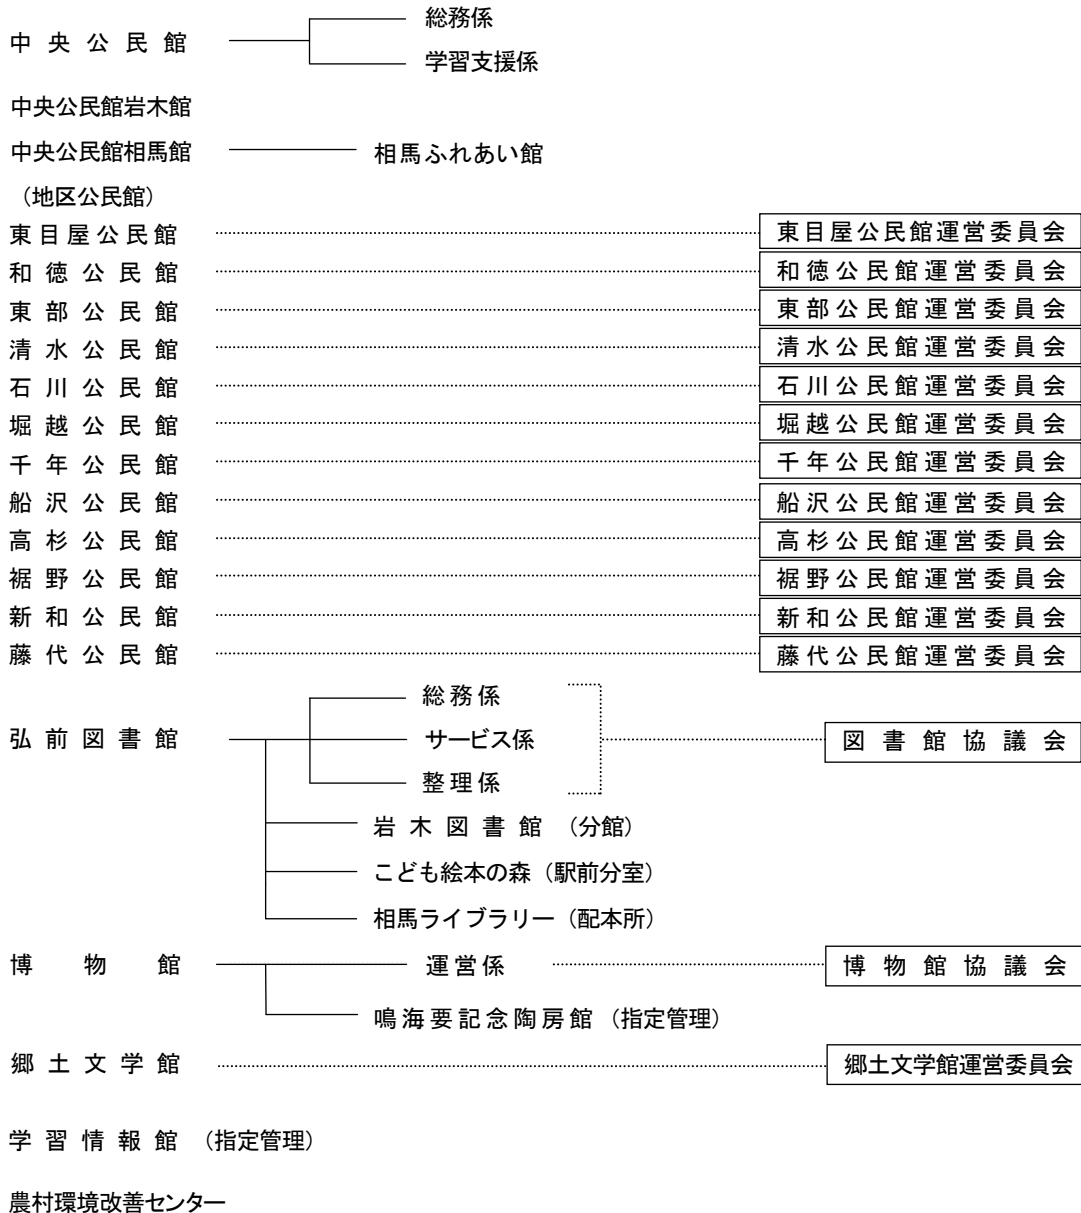 総務係
中央公民館
学習支援係
中央公民館岩木館
中央公民館相馬館 相馬ふれあい館
（地区公民館）
東目屋公民館 東目屋公民館運営委員会
和徳公民館 和徳公民館運営委員会
東部公民館 東部公民館運営委員会
清水公民館 清水公民館運営委員会
石川公民館 石川公民館運営委員会
堀越公民館 堀越公民館運営委員会
千年公民館 千年公民館運営委員会
船沢公民館 船沢公民館運営委員会
高杉公民館 高杉公民館運営委員会
裾野公民館 裾野公民館運営委員会
新和公民館 新和公民館運営委員会
藤代公民館 藤代公民館運営委員会
総務係
弘前図書館 サービス係 図書館協議会
整理係
岩木図書館（分館）
こども絵本の森（駅前分室）
相馬ライブラリー（配本所）
博物館 運営係 博物館協議会
鳴海要記念陶房館（指定管理）
郷土文学館 郷土文学館運営委員会
学習情報館（指定管理）
農村環境改善センター